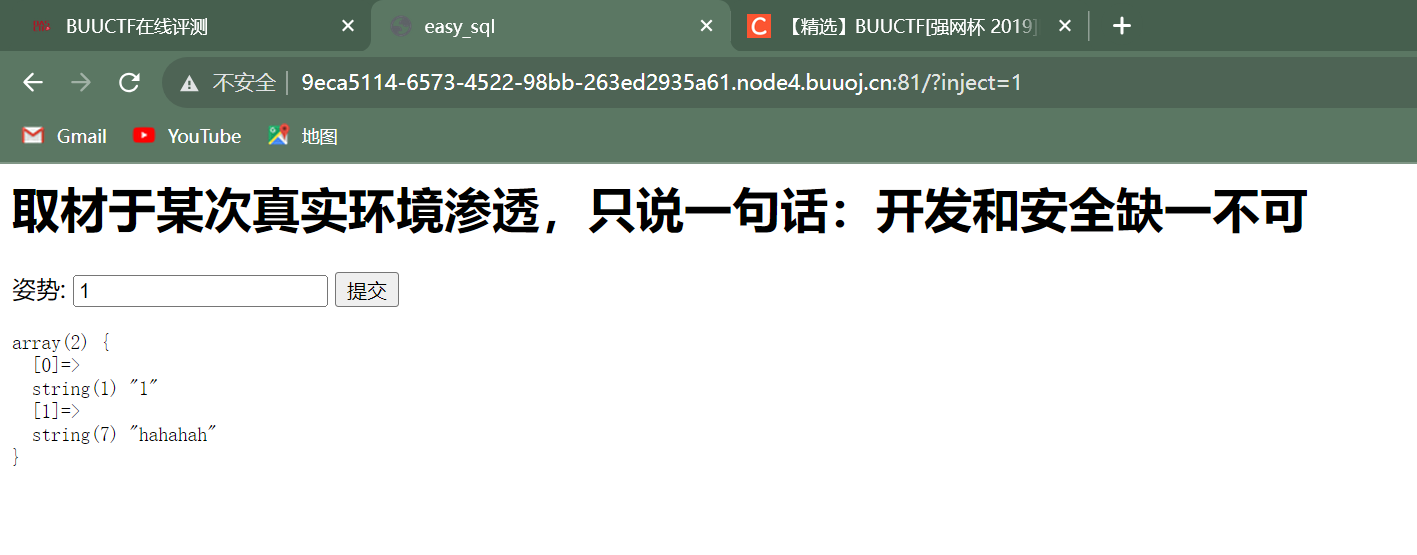 BUUCTF在线评测
easy_sql
【精选】BUUCTF[强网杯 2019]
不安全
9eca5114-6573-4522-98bb-263ed2935a61.node4.buuoj.cn:81/?inject=1
Gmail
YouTube
地图
取材于某次真实环境渗透，只说一句话：开发和安全缺一不可
姿势: 1 提交
array(2) {
[0]=>
string(1) "1"
[1]=>
string(7) "hahahah"
}